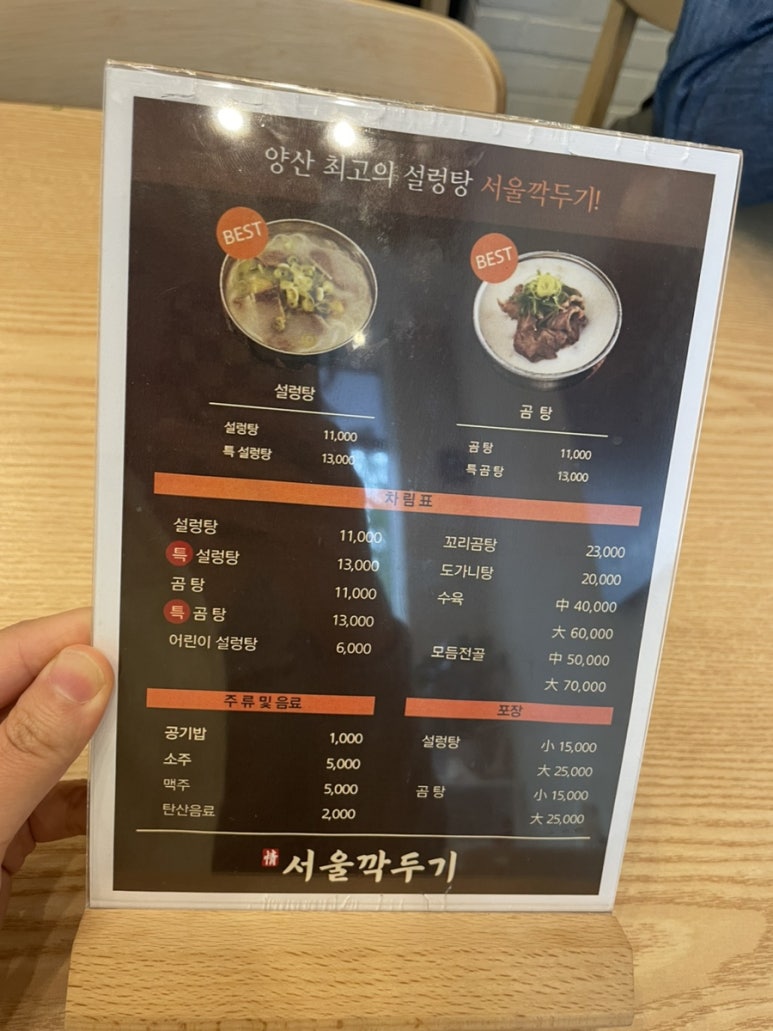 양산 최고의 설렁탕 서울깍두기!
BEST
BEST
설렁탕
설렁탕 11,000
특 설렁탕 13,000
곰 탕
곰 탕 11,000
특곰탕 13,000
차림표
설렁탕 11,000
특 설렁탕 13,000
곰 탕 11,000
특 곰 탕 13,000
어린이 설렁탕 6,000
꼬리곰탕 23,000
도가니탕 20,000
수육 中 40,000
大 60,000
모듬전골 中 50,000
大 70,000
주류 및 음료
공기밥 1,000
소주 5,000
맥주 5,000
탄산음료 2,000
포장
설렁탕 小 15,000
大 25,000
곰 탕 小 15,000
大 25,000
情 서울깍두기